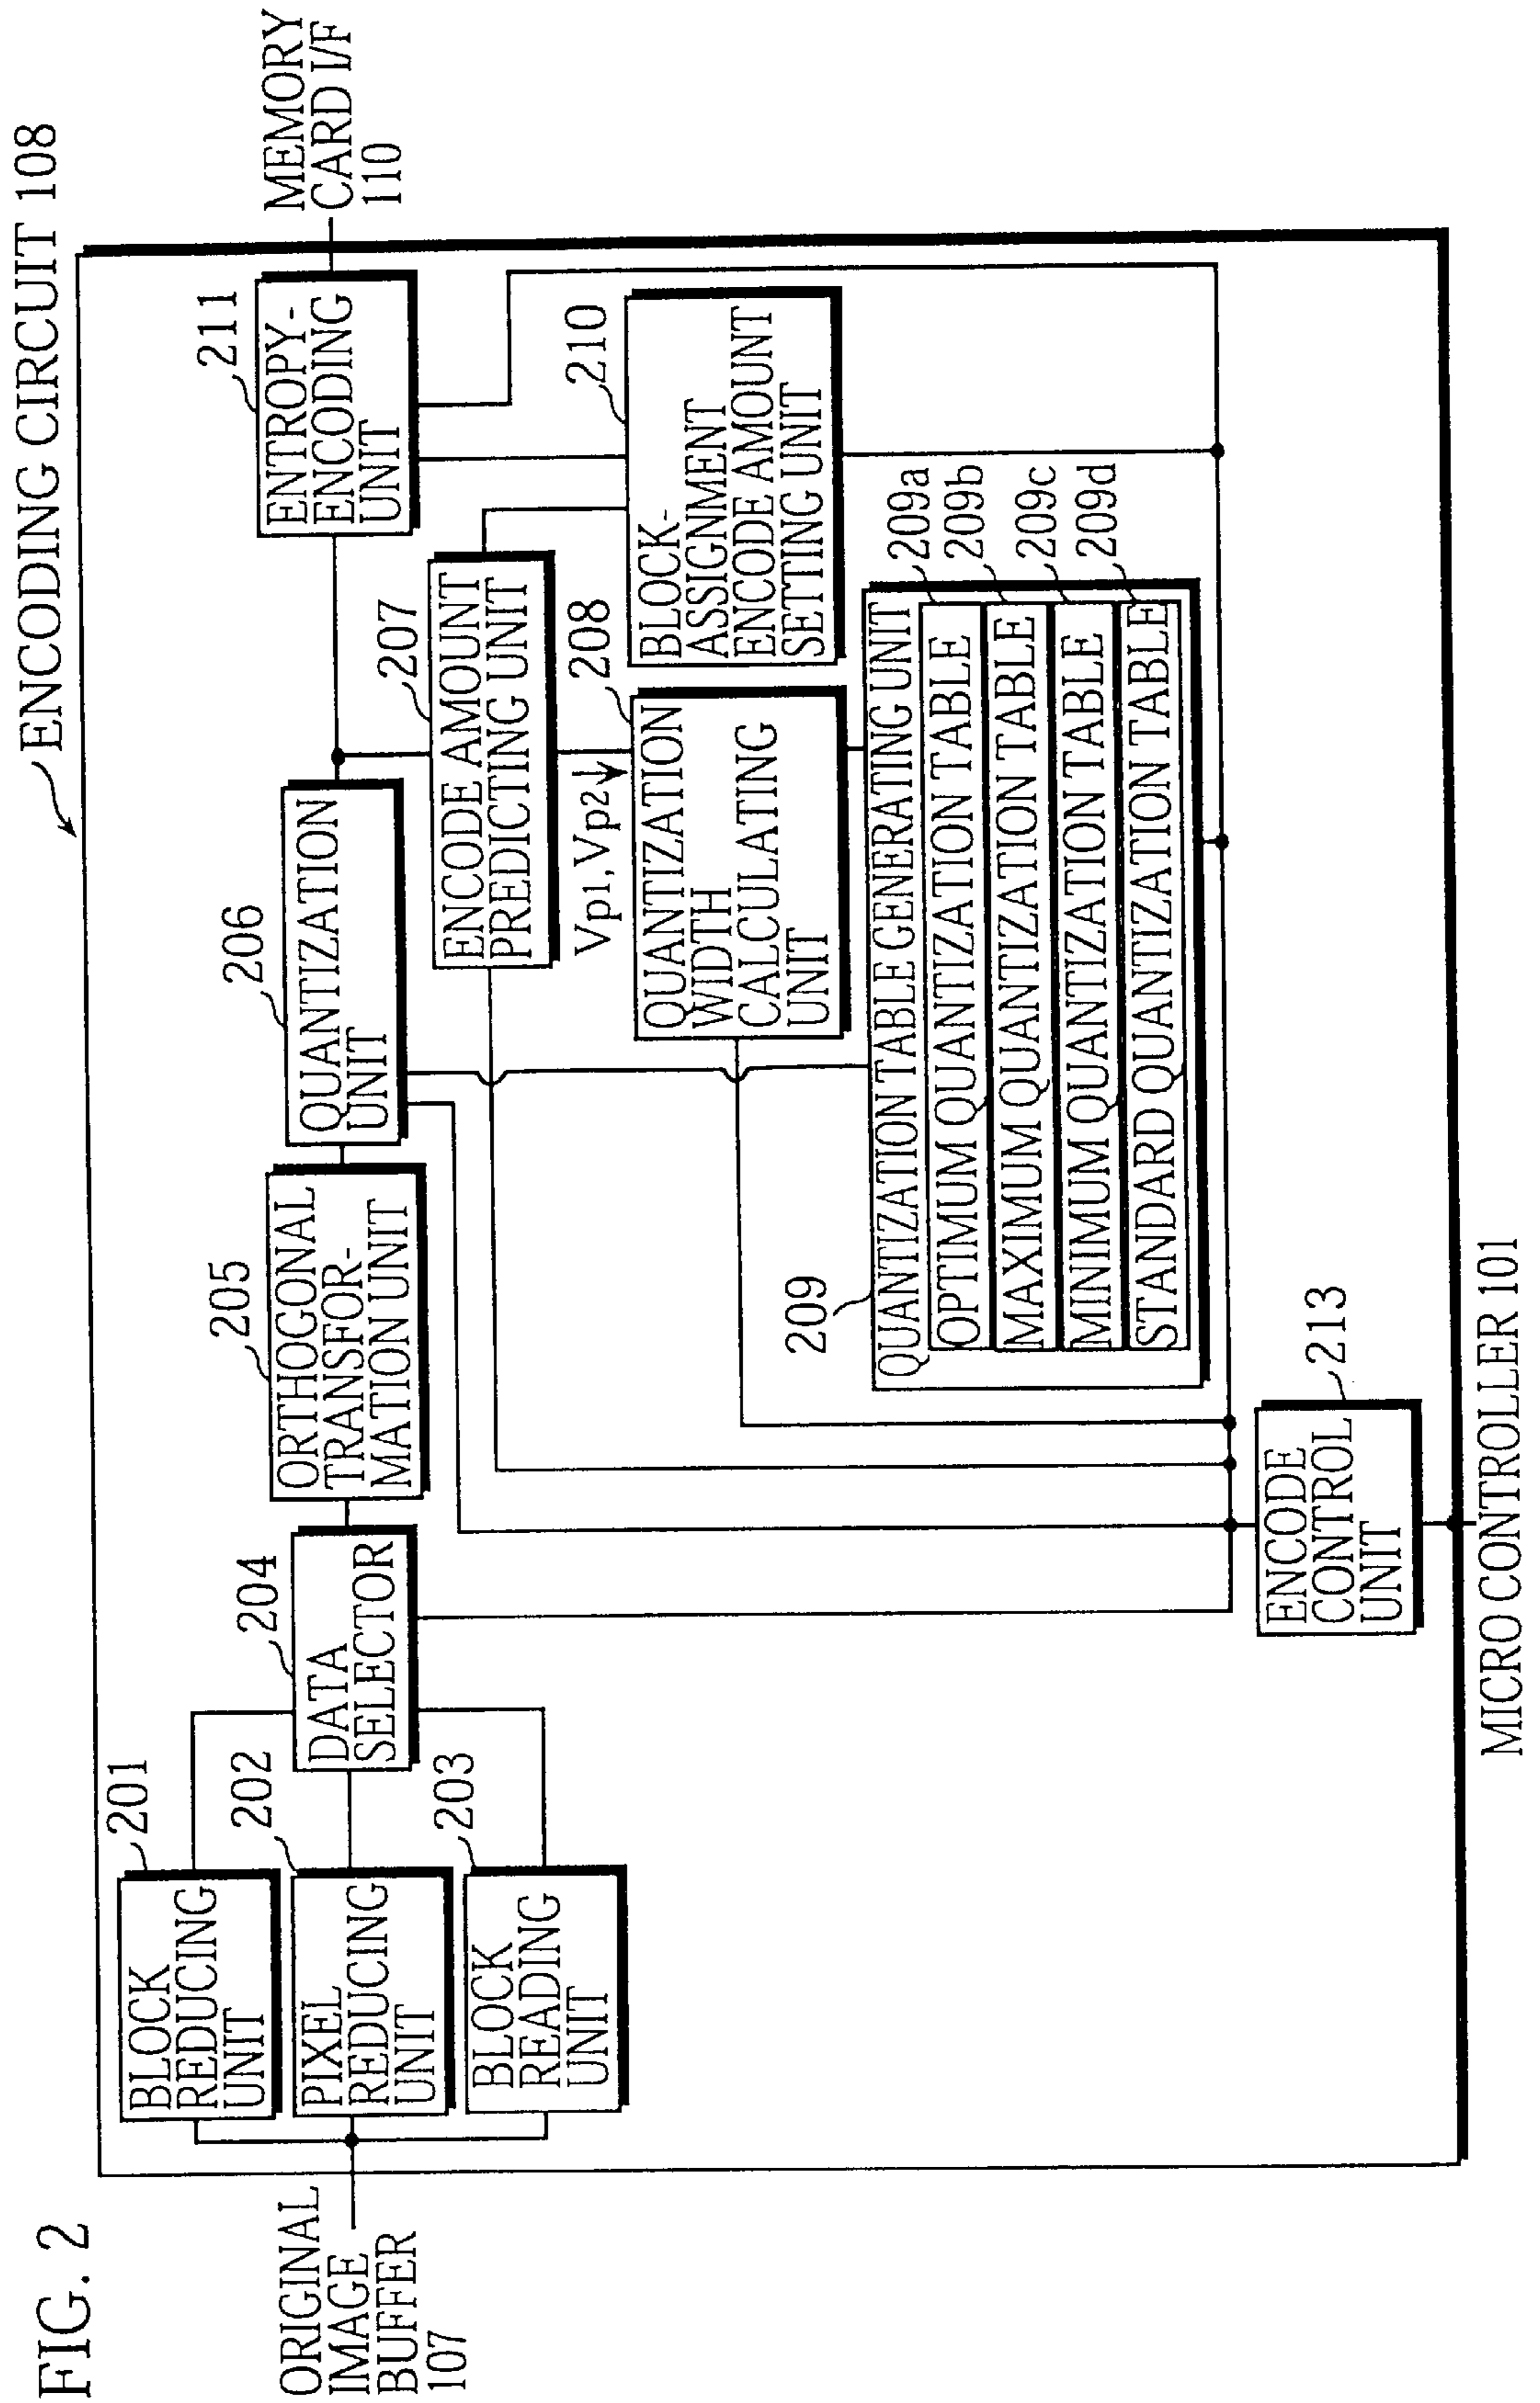 FIG. 2
ENCODING CIRCUIT 108
ORIGINAL
IMAGE
BUFFER
107
201
BLOCK
REDUCING
UNIT
202
PIXEL
REDUCING
UNIT
203
BLOCK
READING
UNIT
204
DATA
SELECTOR
205
ORTHOGONAL
TRANSFOR-
MATION UNIT
206
QUANTIZATION
UNIT
211
ENTROPY-
ENCODING
UNIT
MEMORY
CARD I/F
110
207
ENCODE AMOUNT
PREDICTING UNIT
Vp1,Vp2
208
QUANTIZATION
WIDTH
CALCULATING
UNIT
210
BLOCK-
ASSIGNMENT
ENCODE AMOUNT
SETTING UNIT
209
QUANTIZATION TABLE GENERATING UNIT
OPTIMUM QUANTIZATION TABLE
209a
MAXIMUM QUANTIZATION TABLE
209b
MINIMUM QUANTIZATION TABLE
209c
STANDARD QUANTIZATION TABLE
209d
213
ENCODE
CONTROL
UNIT
MICRO CONTROLLER 101